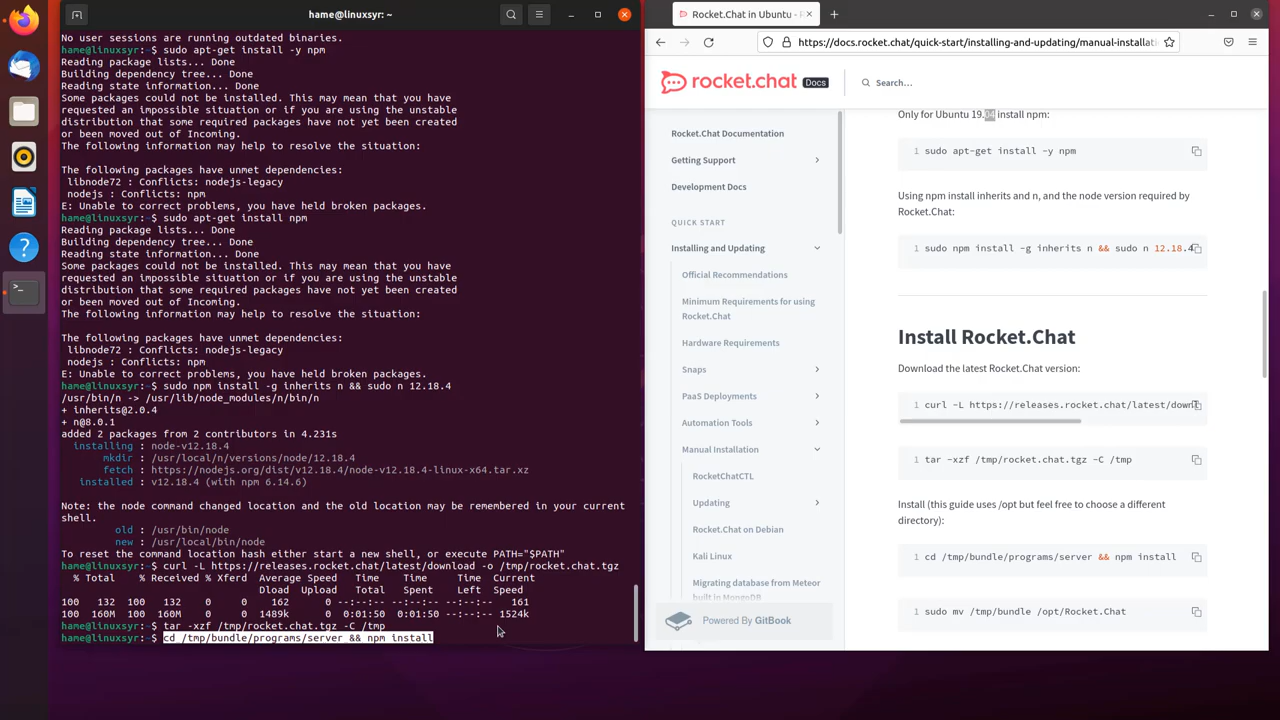 hame@linuxsyr: ~
No user sessions are running outdated binaries.
hame@linuxsyr:~$ sudo apt-get install -y npm
Reading package lists... Done
Building dependency tree... Done
Reading state information... Done
Some packages could not be installed. This may mean that you have
requested an impossible situation or if you are using the unstable
distribution that some required packages have not yet been created
or been moved out of Incoming.
The following information may help to resolve the situation:
The following packages have unmet dependencies:
libnode72 : Conflicts: nodejs-legacy
nodejs : Conflicts: npm
E: Unable to correct problems, you have held broken packages.
hame@linuxsyr:~$ sudo apt-get install npm
Reading package lists... Done
Building dependency tree... Done
Reading state information... Done
Some packages could not be installed. This may mean that you have
requested an impossible situation or if you are using the unstable
distribution that some required packages have not yet been created
or been moved out of Incoming.
The following information may help to resolve the situation:
The following packages have unmet dependencies:
libnode72 : Conflicts: nodejs-legacy
nodejs : Conflicts: npm
E: Unable to correct problems, you have held broken packages.
hame@linuxsyr:~$ sudo npm install -g inherits n && sudo n 12.18.4
/usr/bin/n -> /usr/lib/node_modules/n/bin/n
+ inherits@2.0.4
+ n@8.0.1
added 2 packages from 2 contributors in 4.231s
installing : node-v12.18.4
mkdir : /usr/local/n/versions/node/12.18.4
fetch : https://nodejs.org/dist/v12.18.4/node-v12.18.4-linux-x64.tar.xz
installed : v12.18.4 (with npm 6.14.6)
Note: the node command changed location and the old location may be remembered in your current
shell.
old : /usr/bin/node
new : /usr/local/bin/node
To reset the command location hash either start a new shell, or execute PATH="$PATH"
hame@linuxsyr:~$ curl -L https://releases.rocket.chat/latest/download -o /tmp/rocket.chat.tgz
% Total % Received % Xferd Average Speed Time Time Time Current
Dload Upload Total Spent Left Speed
100 132 100 132 0 0 162 0 --:--:-- --:--:-- --:--:-- 161
100 160M 100 160M 0 0 1489k 0 0:01:50 0:01:50 --:--:-- 1524k
hame@linuxsyr:~$ tar -xzf /tmp/rocket.chat.tgz -C /tmp
hame@linuxsyr:~$ cd /tmp/bundle/programs/server && npm install
Rocket.Chat in Ubuntu - R
https://docs.rocket.chat/quick-start/installing-and-updating/manual-installati
rocket.chat Docs
Search…
Rocket.Chat Documentation
Getting Support
Development Docs
QUICK START
Installing and Updating
Official Recommendations
Minimum Requirements for using
Rocket.Chat
Hardware Requirements
Snaps
PaaS Deployments
Automation Tools
Manual Installation
RocketChatCTL
Updating
Rocket.Chat on Debian
Kali Linux
Migrating database from Meteor
built in MongoDB
Powered By GitBook
Only for Ubuntu 19.04 install npm:
1 sudo apt-get install -y npm
Using npm install inherits and n, and the node version required by
Rocket.Chat:
1 sudo npm install -g inherits n && sudo n 12.18.4
Install Rocket.Chat
Download the latest Rocket.Chat version:
1 curl -L https://releases.rocket.chat/latest/downl
1 tar -xzf /tmp/rocket.chat.tgz -C /tmp
Install (this guide uses /opt but feel free to choose a different
directory):
1 cd /tmp/bundle/programs/server && npm install
1 sudo mv /tmp/bundle /opt/Rocket.Chat